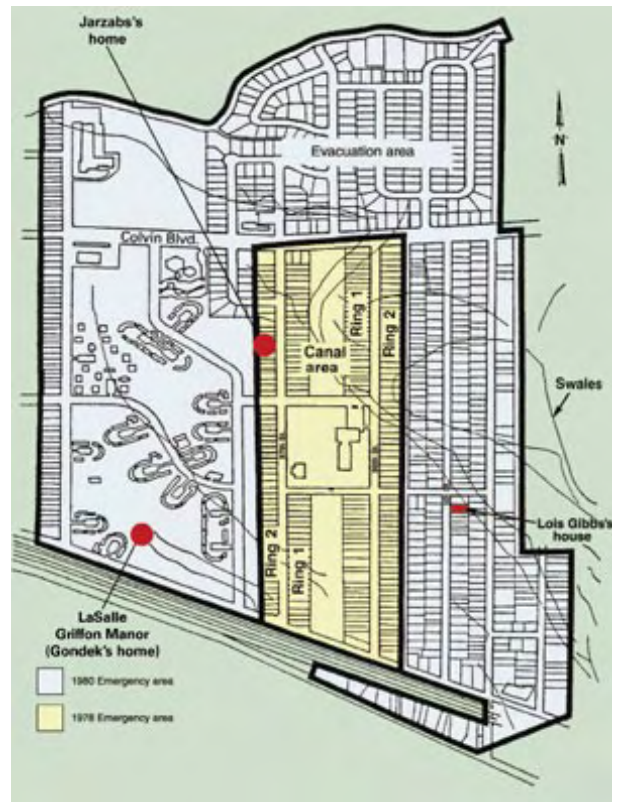 Jarzabs's
home
N
Evacuation area
Colvin Blvd.
Ring 1
Ring 2
Canal
area
Swales
Lois Gibbs's
house
Ring 2
Ring 1
LaSalle
Griffon Manor
(Gondek's home)
1980 Emergency area
1978 Emergency area